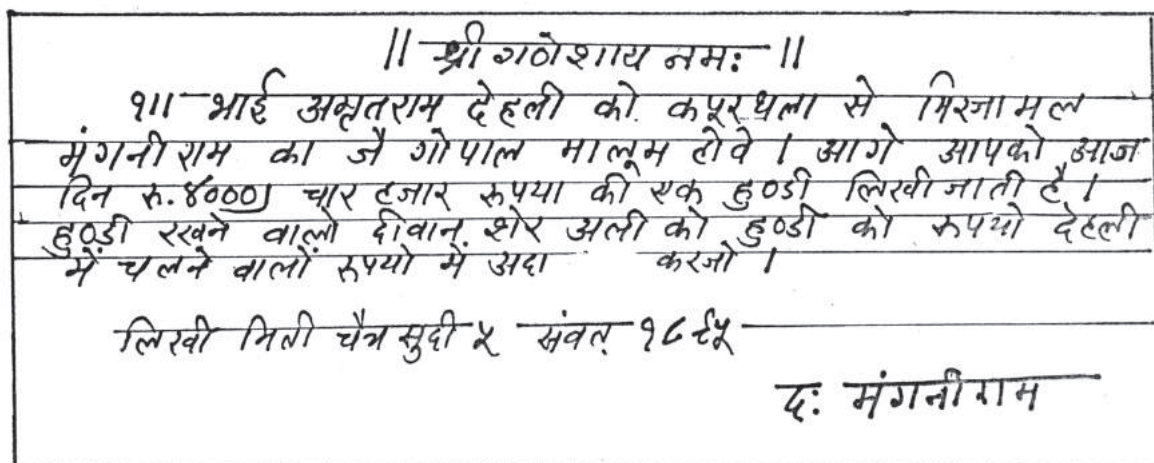 ॥ श्री गणेशाय नमः ॥
१॥ भाई अमृतराम देहली को कपूरथला से मिरजामल
मंगनीराम का जै गोपाल मालूम होवे । आगे आपको आज
दिन रु. ४०००) चार हजार रूपया की एक हुण्डी लिखी जाती है ।
हुण्डी रखने वालो दीवान शेर अली को हुण्डी को रूपयो देहली
में चलने वालों रूपयो में अदा करजो ।
लिखी मिती चैत्र सुदी ५ संवत् १८९५
द: मंगनीराम